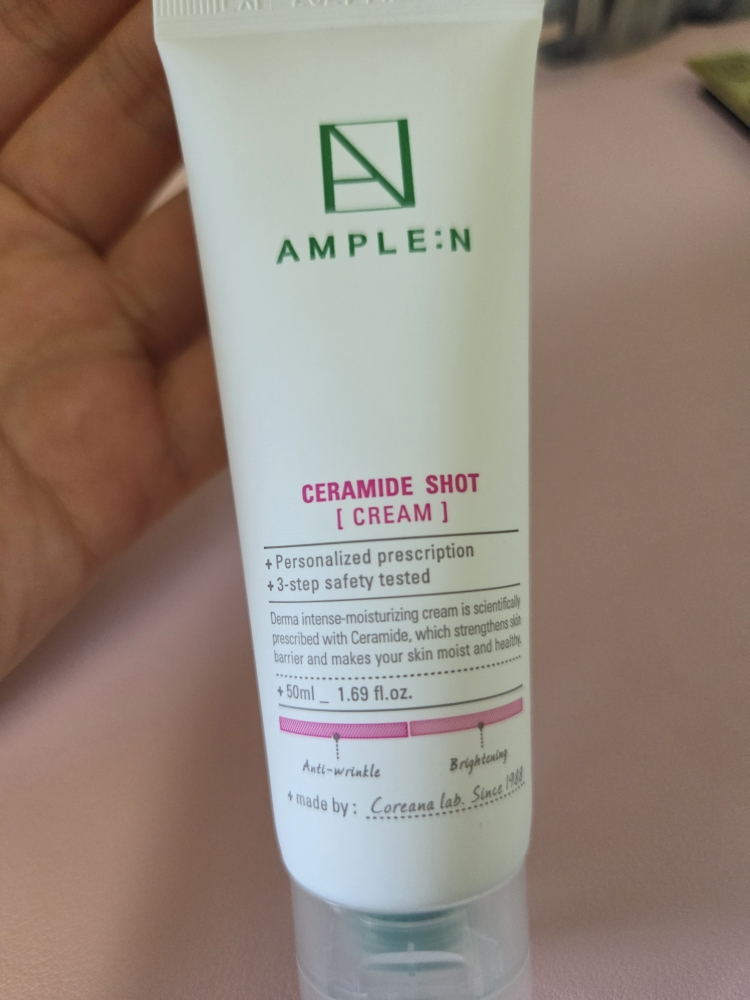 AMPLE:N
CERAMIDE SHOT
[ CREAM ]
+ Personalized prescription
+ 3-step safety tested
Derma intense-moisturizing cream is scientifically
prescribed with Ceramide, which strengthens skin
barrier and makes your skin moist and healthy.
+ 50ml _ 1.69 fl.oz.
Anti-wrinkle
Brightening
+ made by : Coreana lab. Since 1988